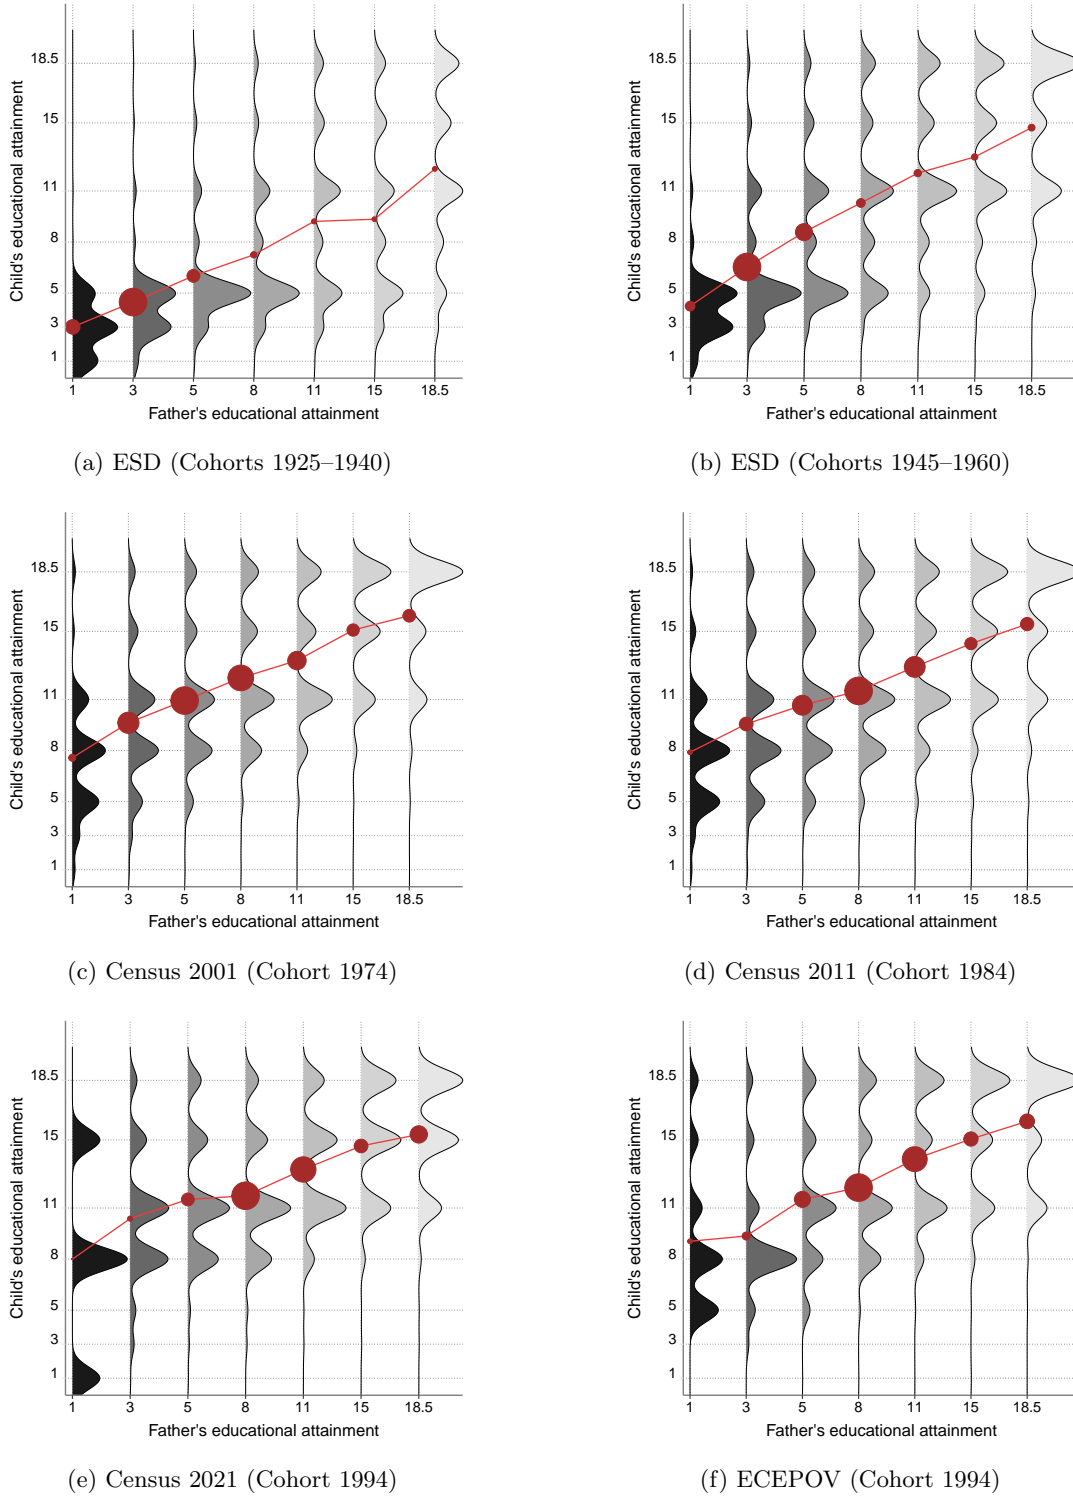 18.5
15
11
8
5
3
1
Child's educational attainment
1 3 5 8 11 15 18.5
Father's educational attainment
(a) ESD (Cohorts 1925–1940)
18.5
15
11
8
5
3
1
Child's educational attainment
1 3 5 8 11 15 18.5
Father's educational attainment
(b) ESD (Cohorts 1945–1960)
18.5
15
11
8
5
3
1
Child's educational attainment
1 3 5 8 11 15 18.5
Father's educational attainment
(c) Census 2001 (Cohort 1974)
18.5
15
11
8
5
3
1
Child's educational attainment
1 3 5 8 11 15 18.5
Father's educational attainment
(d) Census 2011 (Cohort 1984)
18.5
15
11
8
5
3
1
Child's educational attainment
1 3 5 8 11 15 18.5
Father's educational attainment
(e) Census 2021 (Cohort 1994)
18.5
15
11
8
5
3
1
Child's educational attainment
1 3 5 8 11 15 18.5
Father's educational attainment
(f) ECEPOV (Cohort 1994)